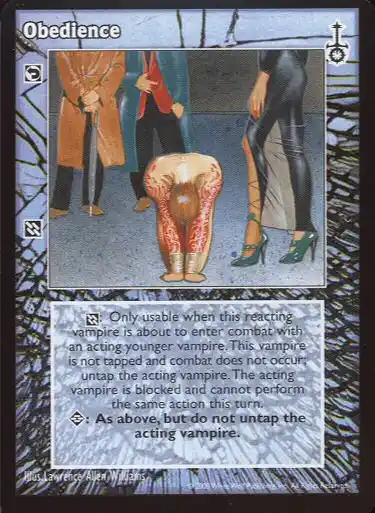 Obedience
: Only usable when this reacting
vampire is about to enter combat with
an acting younger vampire. This vampire
is not tapped and combat does not occur;
untap the acting vampire. The acting
vampire is blocked and cannot perform
the same action this turn.
: As above, but do not untap the
acting vampire.
Illus: Lawrence Allen Williams